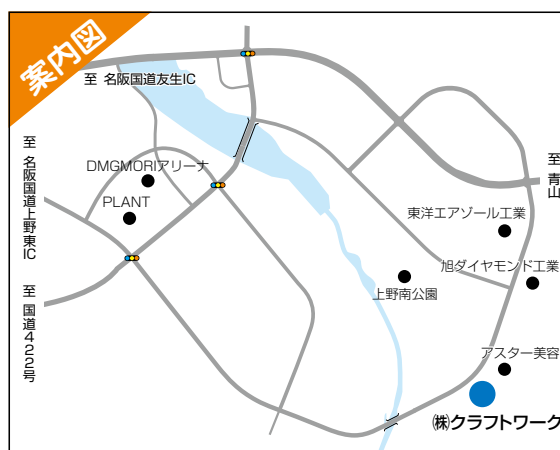 案内図
至 名阪国道友生IC
至 名阪国道上野東IC
至 国道422号
至 青山
DMGMORIアリーナ
PLANT
東洋エアゾール工業
旭ダイヤモンド工業
上野南公園
アスター美容
㈱クラフトワーク